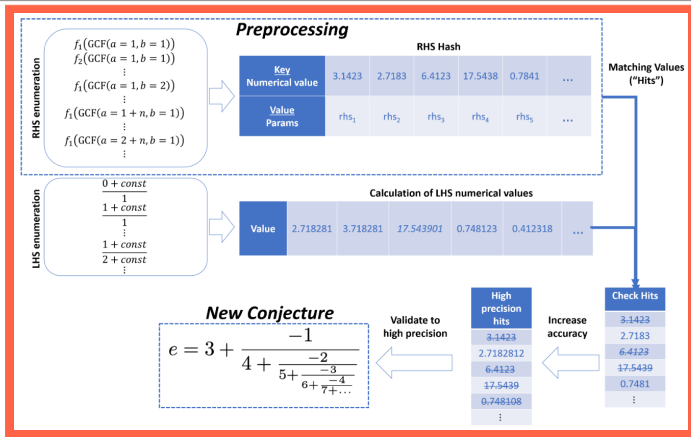 Preprocessing
RHS enumeration
f₁(GCF(a = 1, b = 1))
f₂(GCF(a = 1, b = 1))
⋮
f₁(GCF(a = 1, b = 2))
⋮
f₁(GCF(a = 1 + n, b = 1))
⋮
f₁(GCF(a = 2 + n, b = 1))
⋮
RHS Hash
Key
Numerical value
3.1423 2.7183 6.4123 17.5438 0.7841 ...
Value
Params
rhs₁ rhs₂ rhs₃ rhs₄ rhs₅ ...
Matching Values
("Hits")
LHS enumeration
0 + const
1
1 + const
1
⋮
1 + const
2 + const
⋮
Calculation of LHS numerical values
Value 2.718281 3.718281 17.543901 0.748123 0.412318 ...
New Conjecture
e = 3 + -1
4 + -2
5+ -3
6+ -4
7+...
Validate to
high precision
High
precision
hits
3.1423
2.7182812
6.4123
17.5439
0.748108
⋮
Increase
accuracy
Check Hits
3.1423
2.7183
6.4123
17.5439
0.7481
⋮